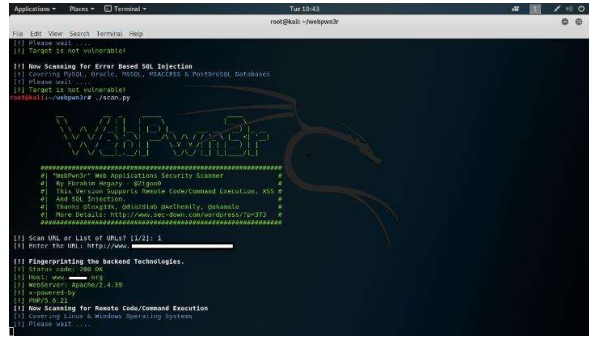 Applications Places Terminal Tue 10:43 1
root@kali: ~/webpwn3r
File Edit View Search Terminal Help
[!] Please wait ....
[!] Target is not vulnerable!
[!] Now Scanning for Error Based SQL Injection
[!] Covering MySQL, Oracle, MSSQL, MSACCESS & PostGreSQL Databases
[!] Please wait ....
[!] Target is not vulnerable!
root@kali:~/webpwn3r# ./scan.py
WebPwn3r
##############################################################
#| "WebPwn3r" Web Applications Security Scanner #
#| By Ebrahim Hegazy - @Zigoo0 #
#| This Version Supports Remote Code/Command Execution, XSS #
#| And SQL Injection. #
#| Thanks @lnxg33k, @dia2diab @Aelhemily, @okamalo #
#| More Details: http://www.sec-down.com/wordpress/?p=373 #
##############################################################
[!] Scan URL or List of URLs? [1/2]: 1
[!] Enter the URL: http://www.
[!] Fingerprinting the backend Technologies.
[!] Status code: 200 OK
[!] Host: www. .org
[!] WebServer: Apache/2.4.39
[!] x-powered-by
[!] PHP/5.6.21
[!] Now Scanning for Remote Code/Command Execution
[!] Covering Linux & Windows Operating Systems
[!] Please wait ....